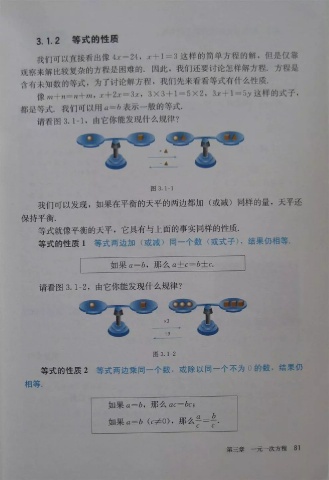 3.1.2 等式的性质
我们可以直接看出像 4x=24，x+1=3 这样的简单方程的解，但是仅靠
观察来解比较复杂的方程是困难的. 因此，我们还要讨论怎样解方程. 方程是
含有未知数的等式，为了讨论解方程，我们先来看看等式有什么性质.
像 m+n=n+m，x+2x=3x，3×3+1=5×2，3x+1=5y 这样的式子，
都是等式. 我们可以用 a=b 表示一般的等式.
请看图 3.1-1，由它你能发现什么规律?
图 3.1-1
我们可以发现，如果在平衡的天平的两边都加（或减）同样的量，天平还
保持平衡.
等式就像平衡的天平，它具有与上面的事实同样的性质.
等式的性质 1 等式两边加（或减）同一个数（或式子），结果仍相等.
如果 a=b，那么 a±c=b±c.
请看图 3.1-2，由它你能发现什么规律?
图 3.1-2
等式的性质 2 等式两边乘同一个数，或除以同一个不为 0 的数，结果仍
相等.
如果 a=b，那么 ac=bc;
如果 a=b（c≠0），那么 a/c=b/c.
第三章 一元一次方程 81